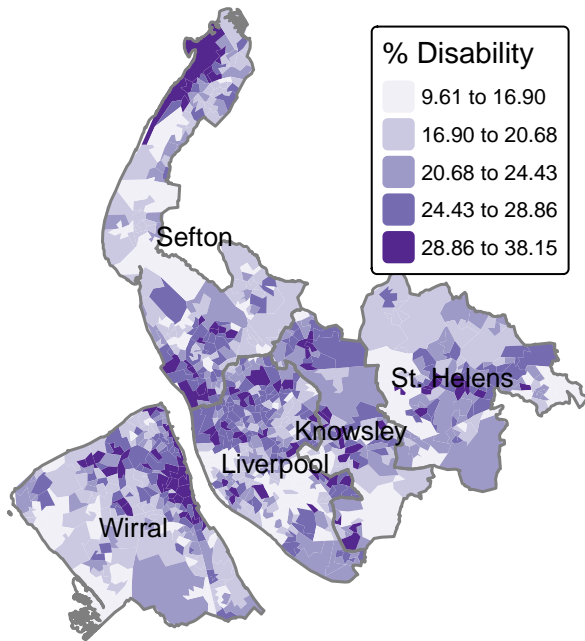 % Disability
9.61 to 16.90
16.90 to 20.68
20.68 to 24.43
24.43 to 28.86
28.86 to 38.15
Sefton
St. Helens
Knowsley
Liverpool
Wirral